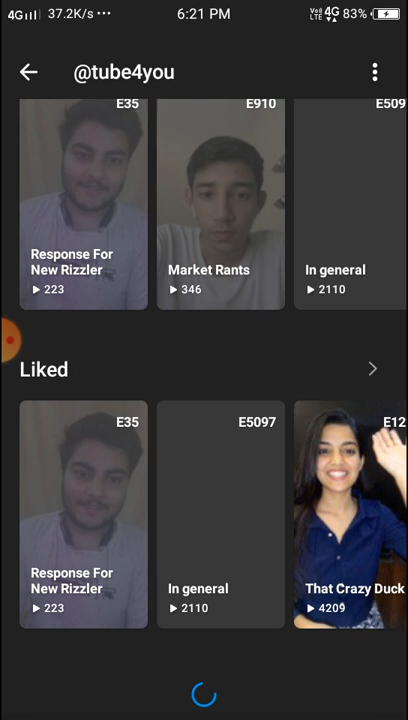 4G 37.2K/s ••• 6:21 PM VoD LTE 4G 83%
@tube4you
E35
E910
E509
Response For
New Rizzler
223
Market Rants
346
In general
2110
Liked
E35
E5097
E12
Response For
New Rizzler
223
In general
2110
That Crazy Duck
4209